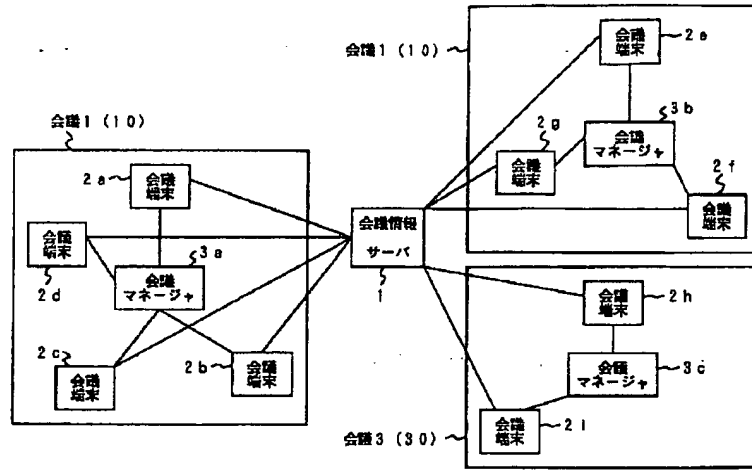 会議1 (10)
2a
会議
端末
会議
端末
2d
3a
会議
マネージャ
2c
会議
端末
2b
会議
端末
会議情報
サーバ
1
会議1 (10)
会議
端末
2e
3b
会議
マネージャ
2g
会議
端末
2f
会議
端末
会議
端末
2h
会議
マネージャ
3c
会議
端末
2i
会議3 (30)